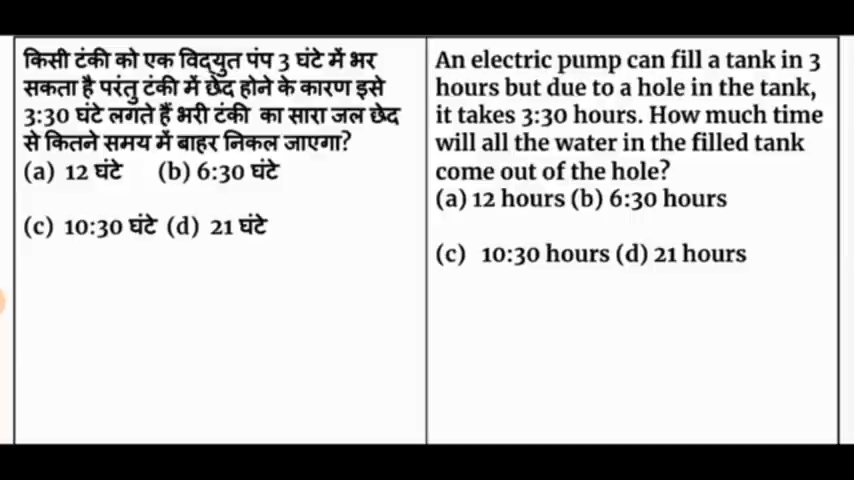 किसी टंकी को एक विद्युत पंप 3 घंटे में भर
सकता है परंतु टंकी में छेद होने के कारण इसे
3:30 घंटे लगते हैं भरी टंकी का सारा जल छेद
से कितने समय में बाहर निकल जाएगा?
(a) 12 घंटे (b) 6:30 घंटे
(c) 10:30 घंटे (d) 21 घंटे
An electric pump can fill a tank in 3
hours but due to a hole in the tank,
it takes 3:30 hours. How much time
will all the water in the filled tank
come out of the hole?
(a) 12 hours (b) 6:30 hours
(c) 10:30 hours (d) 21 hours